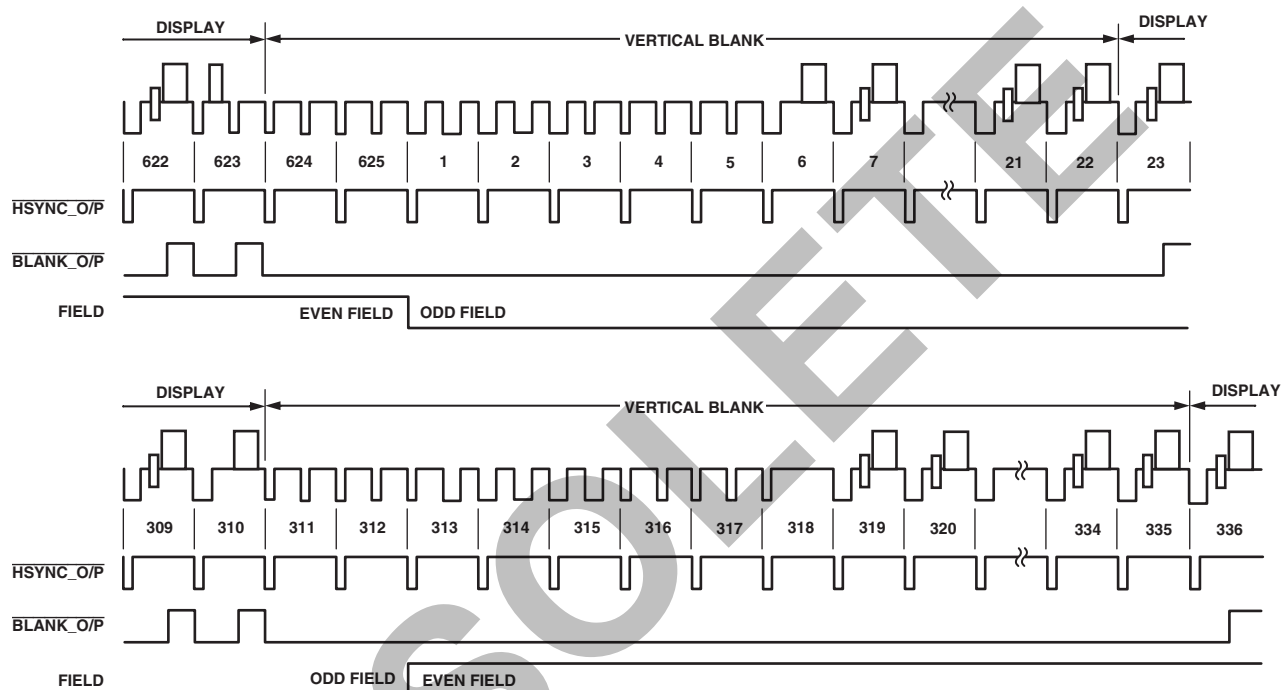 DISPLAY VERTICAL BLANK DISPLAY
622 623 624 625 1 2 3 4 5 6 7 21 22 23
HSYNC_O/P
BLANK_O/P
FIELD EVEN FIELD ODD FIELD
DISPLAY VERTICAL BLANK DISPLAY
309 310 311 312 313 314 315 316 317 318 319 320 334 335 336
HSYNC_O/P
BLANK_O/P
FIELD ODD FIELD EVEN FIELD
SOLETE